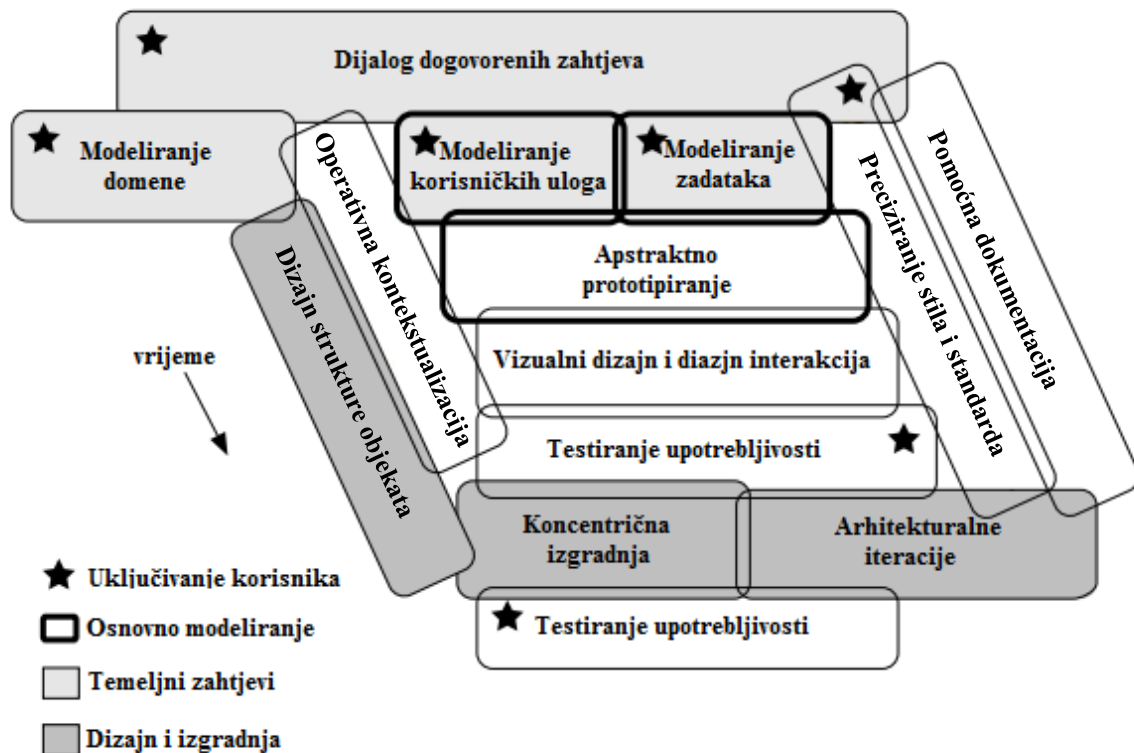 Dijalog dogovorenih zahtjeva
Modeliranje
domene
Operativna kontekstualizacija
Modeliranje
korisničkih uloga
Modeliranje
zadataka
Preciziranje stila i standarda
Pomoćna dokumentacija
Dizajn strukture objekata
Apstraktno
prototipiranje
vrijeme
Vizualni dizajn i diazjn interakcija
Testiranje upotrebljivosti
Koncentrična
izgradnja
Arhitekturalne
iteracije
Testiranje upotrebljivosti
Uključivanje korisnika
Osnovno modeliranje
Temeljni zahtjevi
Dizajn i izgradnja